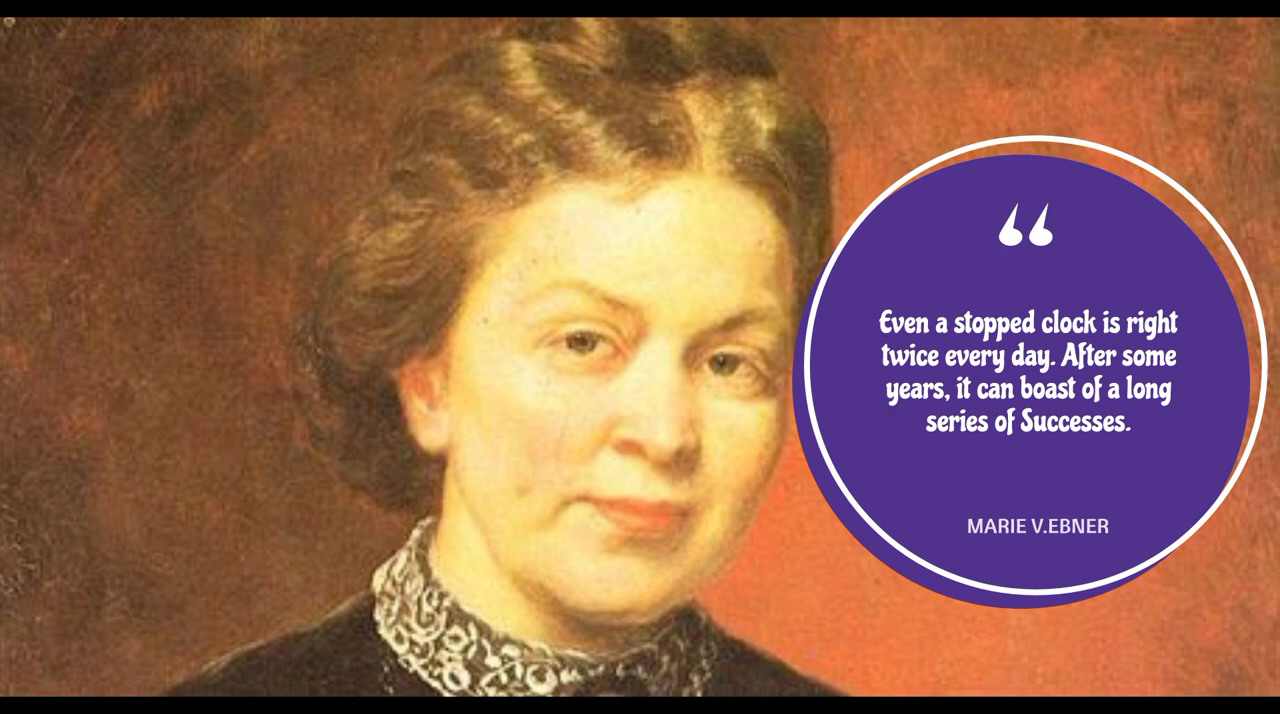 “
Even a stopped clock is right
twice every day. After some
years, it can boast of a long
series of Successes.
MARIE V.EBNER